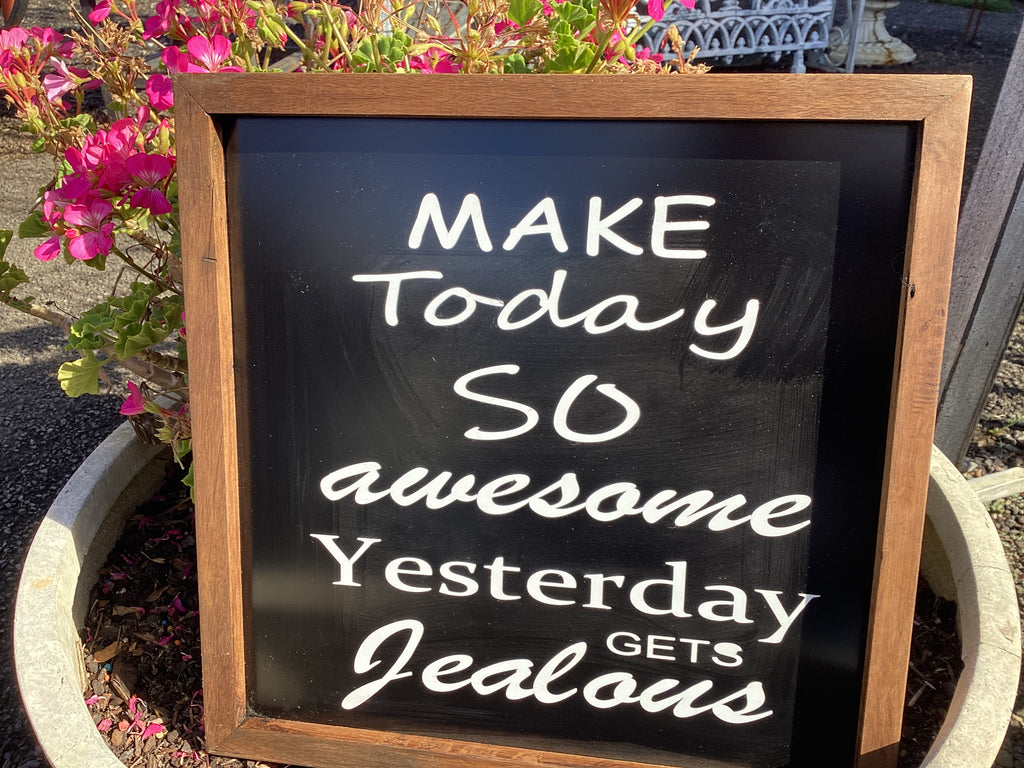 MAKE
Today
SO
awesome
Yesterday
GETS
Jealous